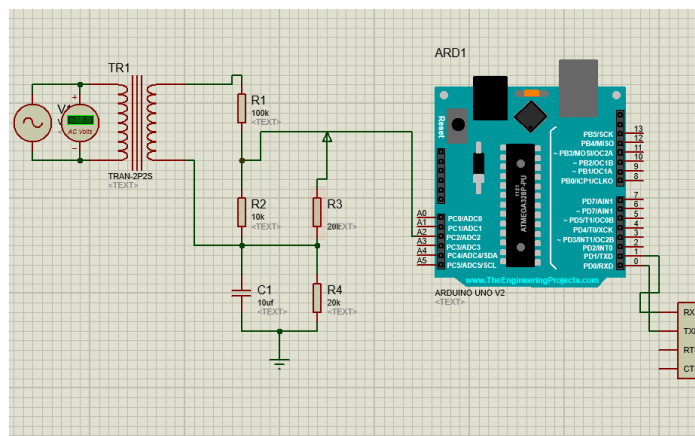 TR1
V1
AC Volts
TRAN-2P2S
<TEXT>
R1
100k
<TEXT>
R2
10k
<TEXT>
R3
20k
<TEXT>
C1
10uf
<TEXT>
R4
20k
<TEXT>
ARD1
Reset
ATMEGA328P-PU
1121
A0
A1
A2
A3
A4
A5
PC0/ADC0
PC1/ADC1
PC2/ADC2
PC3/ADC3
PC4/ADC4/SDA
PC5/ADC5/SCL
PB5/SCK 13
PB4/MISO 12
~ PB3/MOSI/OC2A 11
~ PB2/OC1B 10
~ PB1/OC1A 9
PB0/ICP1/CLKO 8
PD7/AIN1 7
~ PD7/AIN1 6
~ PD5/T1/OC0B 5
PD4/T0/XCK 4
~ PD3/INT1/OC2B 3
PD2/INT0 2
PD1/TXD 1
PD0/RXD 0
www.TheEngineeringProjects.com
ARDUINO UNO V2
<TEXT>
RX
TX
RT
CT